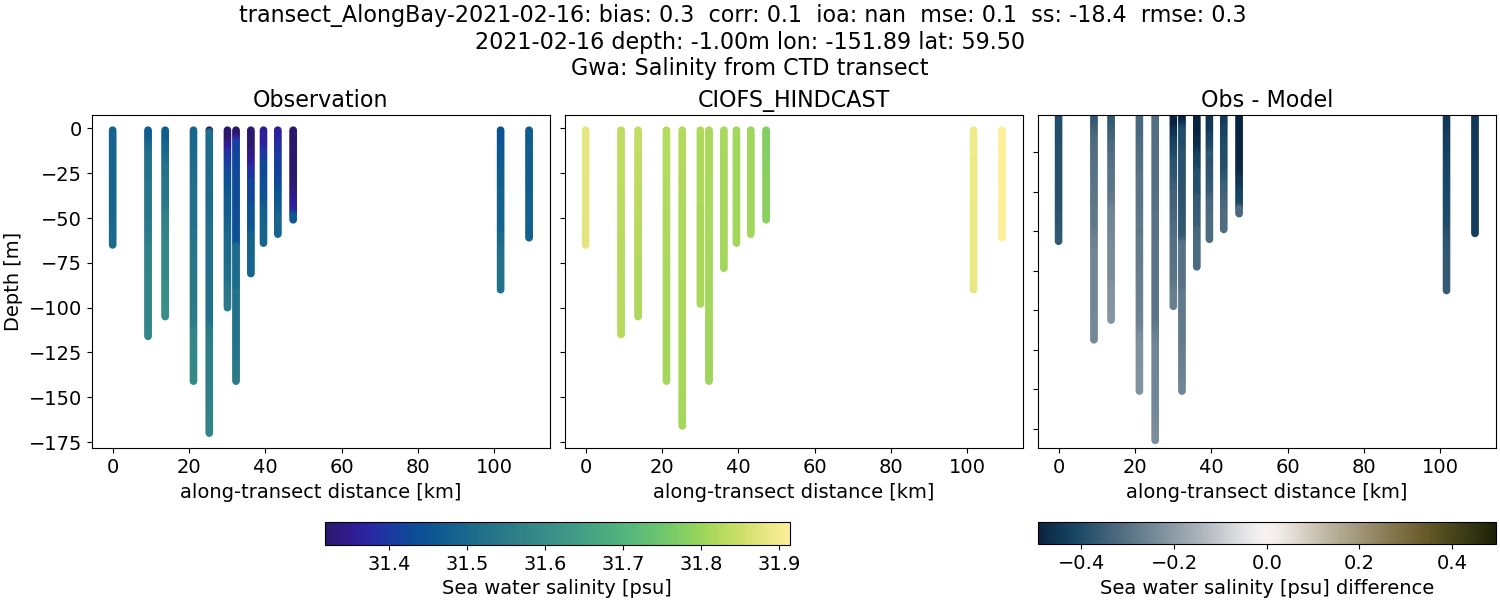 transect_AlongBay-2021-02-16: bias: 0.3  corr: 0.1  ioa: nan  mse: 0.1  ss: -18.4  rmse: 0.3
2021-02-16 depth: -1.00m lon: -151.89 lat: 59.50
Gwa: Salinity from CTD transect
Observation
CIOFS_HINDCAST
Obs - Model
Depth [m]
0
−25
−50
−75
−100
−125
−150
−175
0 20 40 60 80 100
0 20 40 60 80 100
0 20 40 60 80 100
along-transect distance [km]
along-transect distance [km]
along-transect distance [km]
31.4 31.5 31.6 31.7 31.8 31.9
Sea water salinity [psu]
−0.4 −0.2 0.0 0.2 0.4
Sea water salinity [psu] difference